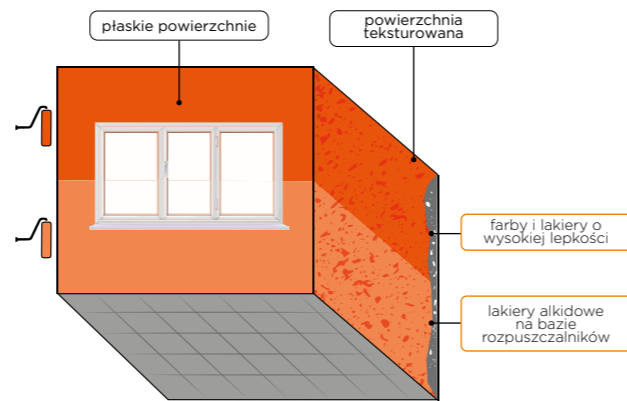 płaskie powierzchnie
powierzchnia
teksturowana
farby i lakiery o
wysokiej lepkości
lakiery alkidowe
na bazie
rozpuszczalników